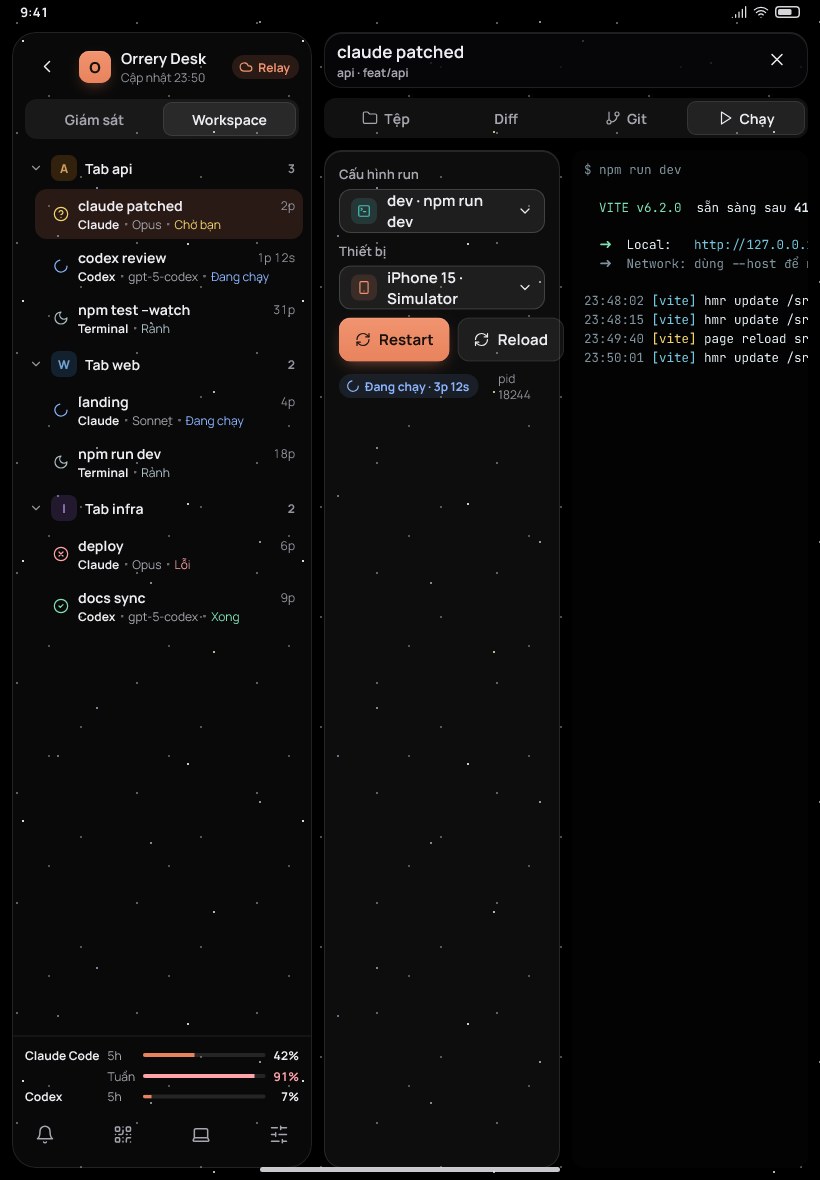 9:41
O
Orrery Desk
Cập nhật 23:50
Relay
Giám sát
Workspace
A
Tab api
3
claude patched
2p
Claude • Opus • Chờ bạn
codex review
1p 12s
Codex • gpt-5-codex • Đang chạy
npm test –watch
31p
Terminal • Rảnh
W
Tab web
2
landing
4p
Claude • Sonnet • Đang chạy
npm run dev
18p
Terminal • Rảnh
I
Tab infra
2
deploy
6p
Claude • Opus • Lỗi
docs sync
9p
Codex • gpt-5-codex • Xong
Claude Code 5h 42%
Tuần 91%
Codex 5h 7%
claude patched
api · feat/api
Tệp
Diff
Git
Chạy
Cấu hình run
dev · npm run
dev
Thiết bị
iPhone 15 ·
Simulator
Restart
Reload
Đang chạy · 3p 12s
pid
18244
$ npm run dev
VITE v6.2.0 sẵn sàng sau 41
➜ Local: http://127.0.0.
➜ Network: dùng --host để
23:48:02 [vite] hmr update /sr
23:48:15 [vite] hmr update /sr
23:49:40 [vite] page reload sr
23:50:01 [vite] hmr update /sr